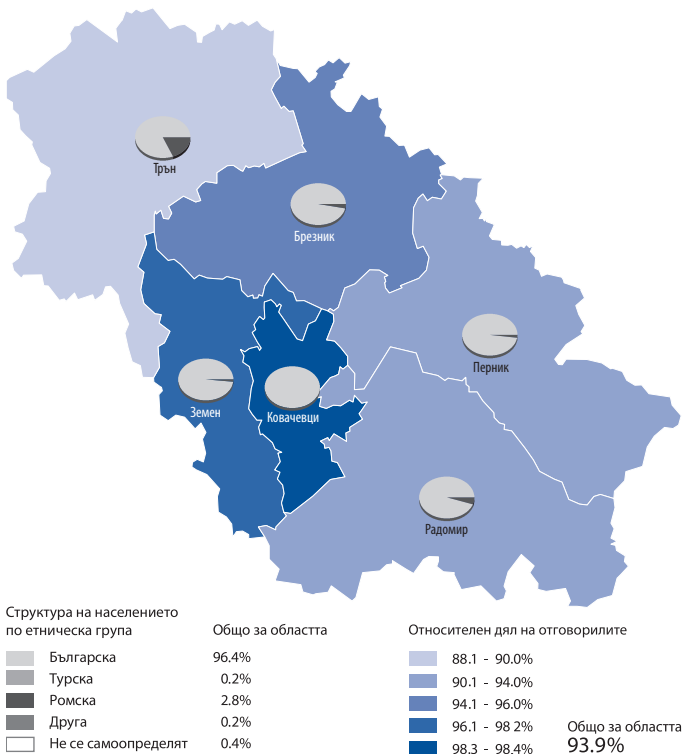 Трън
Брезник
Перник
Земен
Ковачевци
Радомир
Структура на населението
по етническа група
Общо за областта
Българска 96.4%
Турска 0.2%
Ромска 2.8%
Друга 0.2%
Не се самоопределят 0.4%
Относителен дял на отговорилите
88.1 - 90.0%
90.1 - 94.0%
94.1 - 96.0%
96.1 - 98 2%
98.3 - 98.4%
Общо за областта
93.9%